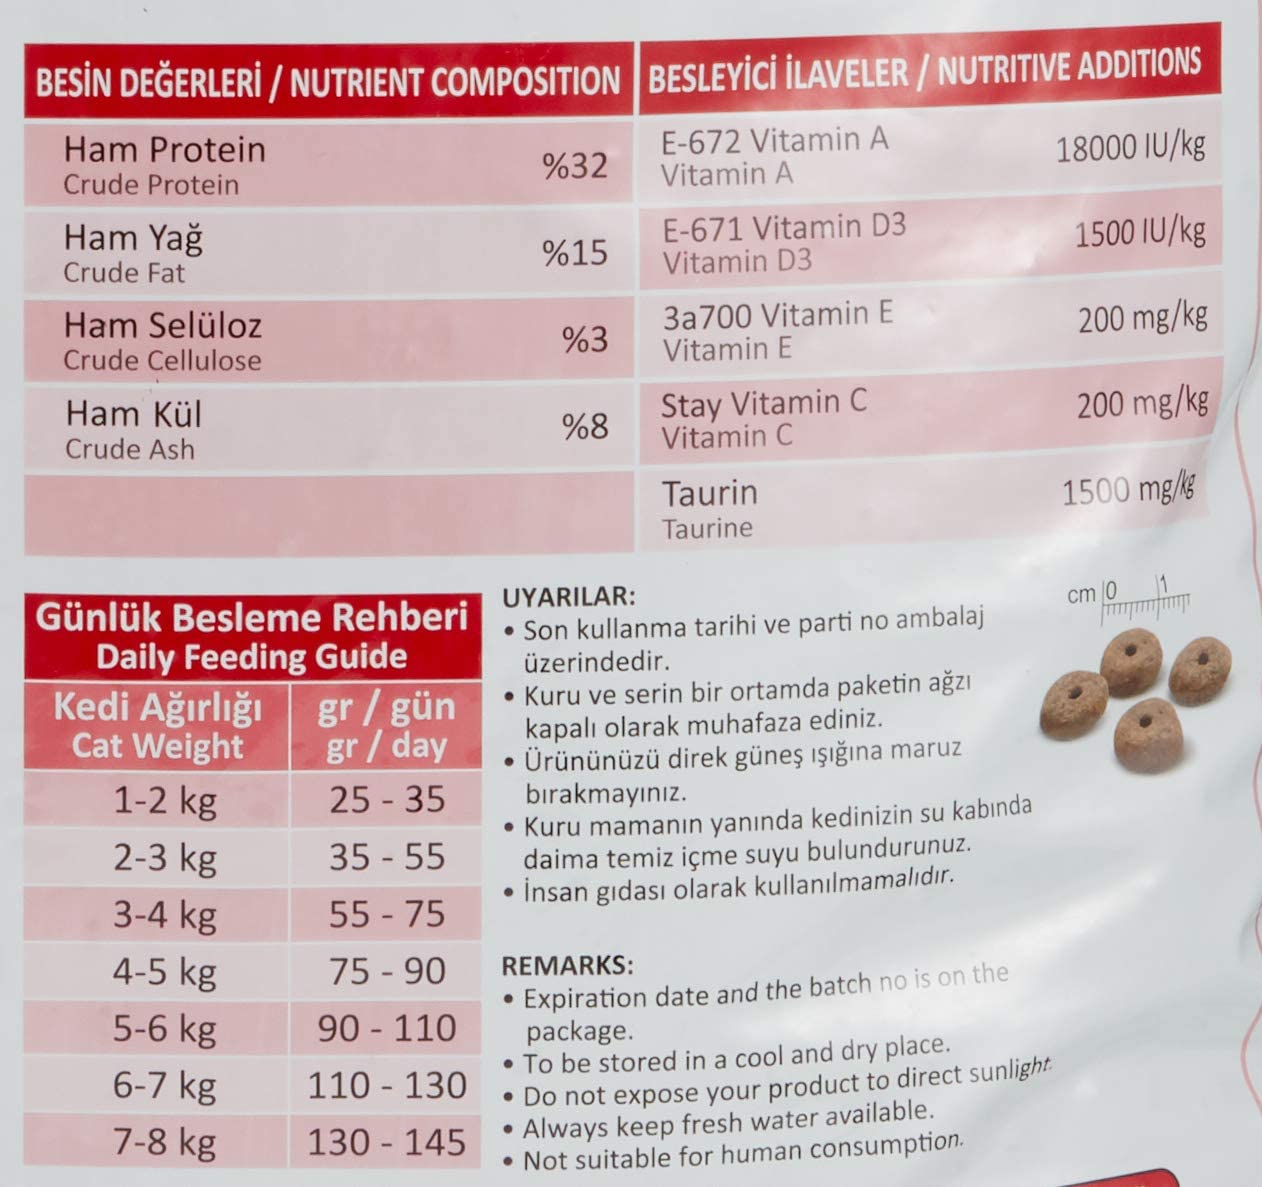 BESİN DEĞERLERİ / NUTRIENT COMPOSITION
Ham Protein
Crude Protein
%32
Ham Yağ
Crude Fat
%15
Ham Selüloz
Crude Cellulose
%3
Ham Kül
Crude Ash
%8
BESLEYİCİ İLAVELER / NUTRITIVE ADDITIONS
E-672 Vitamin A
Vitamin A
18000 IU/kg
E-671 Vitamin D3
Vitamin D3
1500 IU/kg
3a700 Vitamin E
Vitamin E
200 mg/kg
Stay Vitamin C
Vitamin C
200 mg/kg
Taurin
Taurine
1500 mg/kg
Günlük Besleme Rehberi
Daily Feeding Guide
Kedi Ağırlığı gr / gün
Cat Weight gr / day
1-2 kg 25 - 35
2-3 kg 35 - 55
3-4 kg 55 - 75
4-5 kg 75 - 90
5-6 kg 90 - 110
6-7 kg 110 - 130
7-8 kg 130 - 145
UYARILAR:
• Son kullanma tarihi ve parti no ambalaj
üzerindedir.
• Kuru ve serin bir ortamda paketin ağzı
kapalı olarak muhafaza ediniz.
• Ürününüzü direk güneş ışığına maruz
bırakmayınız.
• Kuru mamanın yanında kedinizin su kabında
daima temiz içme suyu bulundurunuz.
• İnsan gıdası olarak kullanılmamalıdır.
REMARKS:
• Expiration date and the batch no is on the
package.
• To be stored in a cool and dry place.
• Do not expose your product to direct sunlight.
• Always keep fresh water available.
• Not suitable for human consumption.
cm 0 1